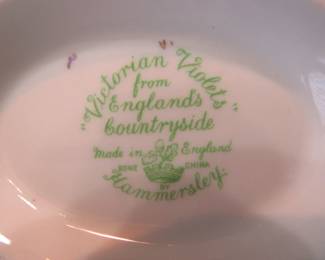 "Victorian Violets"
from
England's
Countryside
Made in England
BONE CHINA
BY
Hammersley